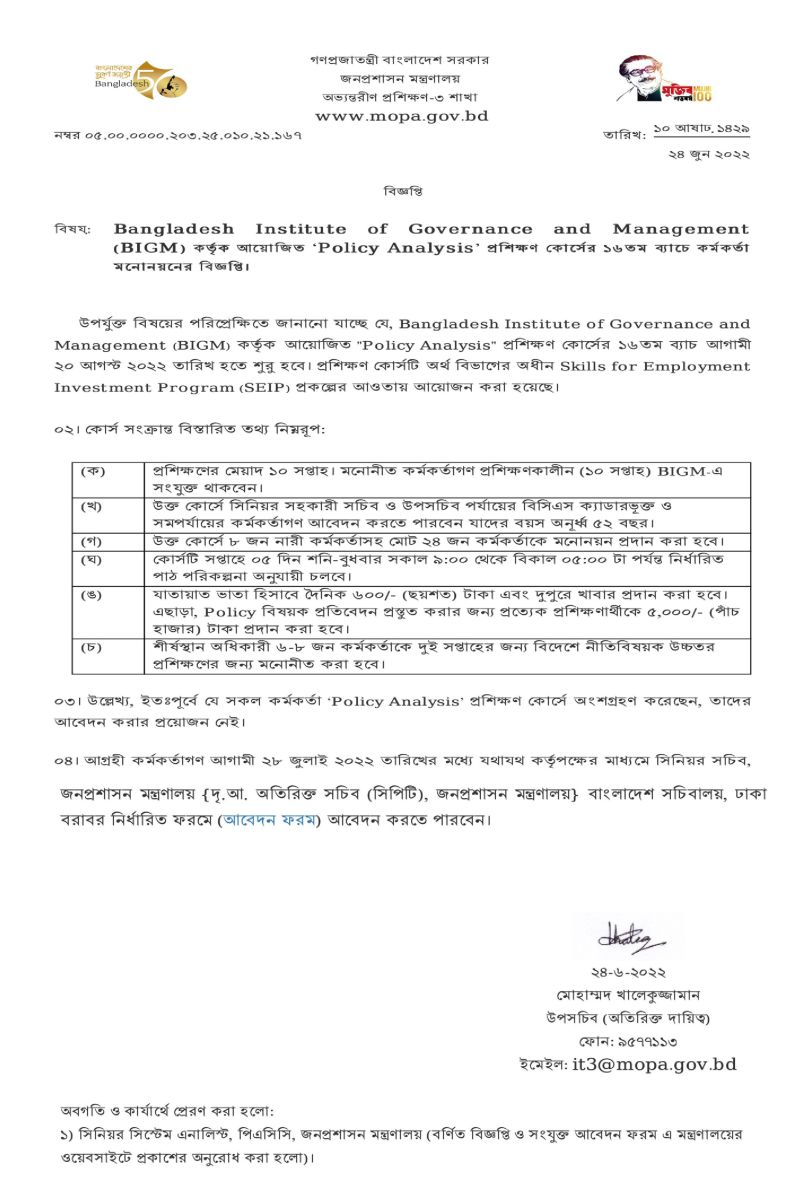 গণপ্রজাতন্ত্রী বাংলাদেশ সরকার
জনপ্রশাসন মন্ত্রণালয়
অভ্যন্তরীণ প্রশিক্ষণ-৩ শাখা
www.mopa.gov.bd
বাংলাদেশের
সুবর্ণ জয়ন্তী
Bangladesh 50
মুজিব
শতবর্ষ
MUJIB
100
নম্বর ০৫.০০.০০০০.২০৩.২৫.০১০.২১.১৬৭
তারিখ: ১০ আষাঢ়, ১৪২৯
২৪ জুন ২০২২
বিজ্ঞপ্তি
বিষয়: Bangladesh Institute of Governance and Management
(BIGM) কর্তৃক আয়োজিত ‘Policy Analysis’ প্রশিক্ষণ কোর্সের ১৬তম ব্যাচে কর্মকর্তা
মনোনয়নের বিজ্ঞপ্তি।
উপর্যুক্ত বিষয়ের পরিপ্রেক্ষিতে জানানো যাচ্ছে যে, Bangladesh Institute of Governance and
Management (BIGM) কর্তৃক আয়োজিত "Policy Analysis" প্রশিক্ষণ কোর্সের ১৬তম ব্যাচ আগামী
২০ আগস্ট ২০২২ তারিখ হতে শুরু হবে। প্রশিক্ষণ কোর্সটি অর্থ বিভাগের অধীন Skills for Employment
Investment Program (SEIP) প্রকল্পের আওতায় আয়োজন করা হয়েছে।
০২। কোর্স সংক্রান্ত বিস্তারিত তথ্য নিম্নরূপ:
(ক) প্রশিক্ষণের মেয়াদ ১০ সপ্তাহ। মনোনীত কর্মকর্তাগণ প্রশিক্ষণকালীন (১০ সপ্তাহ) BIGM-এ
সংযুক্ত থাকবেন।
(খ) উক্ত কোর্সে সিনিয়র সহকারী সচিব ও উপসচিব পর্যায়ের বিসিএস ক্যাডারভূক্ত ও
সমপর্যায়ের কর্মকর্তাগণ আবেদন করতে পারবেন যাদের বয়স অনূর্ধ্ব ৫২ বছর।
(গ) উক্ত কোর্সে ৮ জন নারী কর্মকর্তাসহ মোট ২৪ জন কর্মকর্তাকে মনোনয়ন প্রদান করা হবে।
(ঘ) কোর্সটি সপ্তাহে ০৫ দিন শনি-বুধবার সকাল ৯:০০ থেকে বিকাল ০৫:০০ টা পর্যন্ত নির্ধারিত
পাঠ পরিকল্পনা অনুযায়ী চলবে।
(ঙ) যাতায়াত ভাতা হিসাবে দৈনিক ৬০০/- (ছয়শত) টাকা এবং দুপুরে খাবার প্রদান করা হবে।
এছাড়া, Policy বিষয়ক প্রতিবেদন প্রস্তুত করার জন্য প্রত্যেক প্রশিক্ষণার্থীকে ৫,০০০/- (পাঁচ
হাজার) টাকা প্রদান করা হবে।
(চ) শীর্ষস্থান অধিকারী ৬-৮ জন কর্মকর্তাকে দুই সপ্তাহের জন্য বিদেশে নীতিবিষয়ক উচ্চতর
প্রশিক্ষণের জন্য মনোনীত করা হবে।
০৩। উল্লেখ্য, ইতঃপূর্বে যে সকল কর্মকর্তা ‘Policy Analysis’ প্রশিক্ষণ কোর্সে অংশগ্রহণ করেছেন, তাদের
আবেদন করার প্রয়োজন নেই।
০৪। আগ্রহী কর্মকর্তাগণ আগামী ২৮ জুলাই ২০২২ তারিখের মধ্যে যথাযথ কর্তৃপক্ষের মাধ্যমে সিনিয়র সচিব,
জনপ্রশাসন মন্ত্রণালয় {দৃ.আ. অতিরিক্ত সচিব (সিপিটি), জনপ্রশাসন মন্ত্রণালয়} বাংলাদেশ সচিবালয়, ঢাকা
বরাবর নির্ধারিত ফরমে (আবেদন ফরম) আবেদন করতে পারবেন।
২৪-৬-২০২২
মোহাম্মদ খালেকুজ্জামান
উপসচিব (অতিরিক্ত দায়িত্ব)
ফোন: ৯৫৭৭১১৩
ইমেইল: it3@mopa.gov.bd
অবগতি ও কার্যার্থে প্রেরণ করা হলো:
১) সিনিয়র সিস্টেম এনালিস্ট, পিএসিসি, জনপ্রশাসন মন্ত্রণালয় (বর্ণিত বিজ্ঞপ্তি ও সংযুক্ত আবেদন ফরম এ মন্ত্রণালয়ের
ওয়েবসাইটে প্রকাশের অনুরোধ করা হলো)।